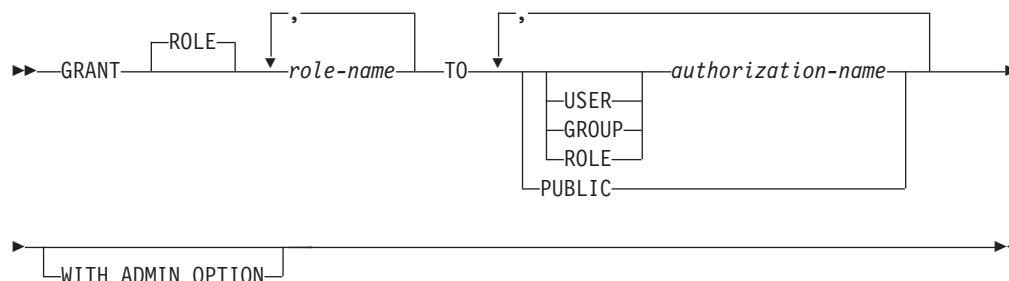 , ,
ROLE
GRANT role-name TO authorization-name
USER
GROUP
ROLE
PUBLIC
WITH ADMIN OPTION